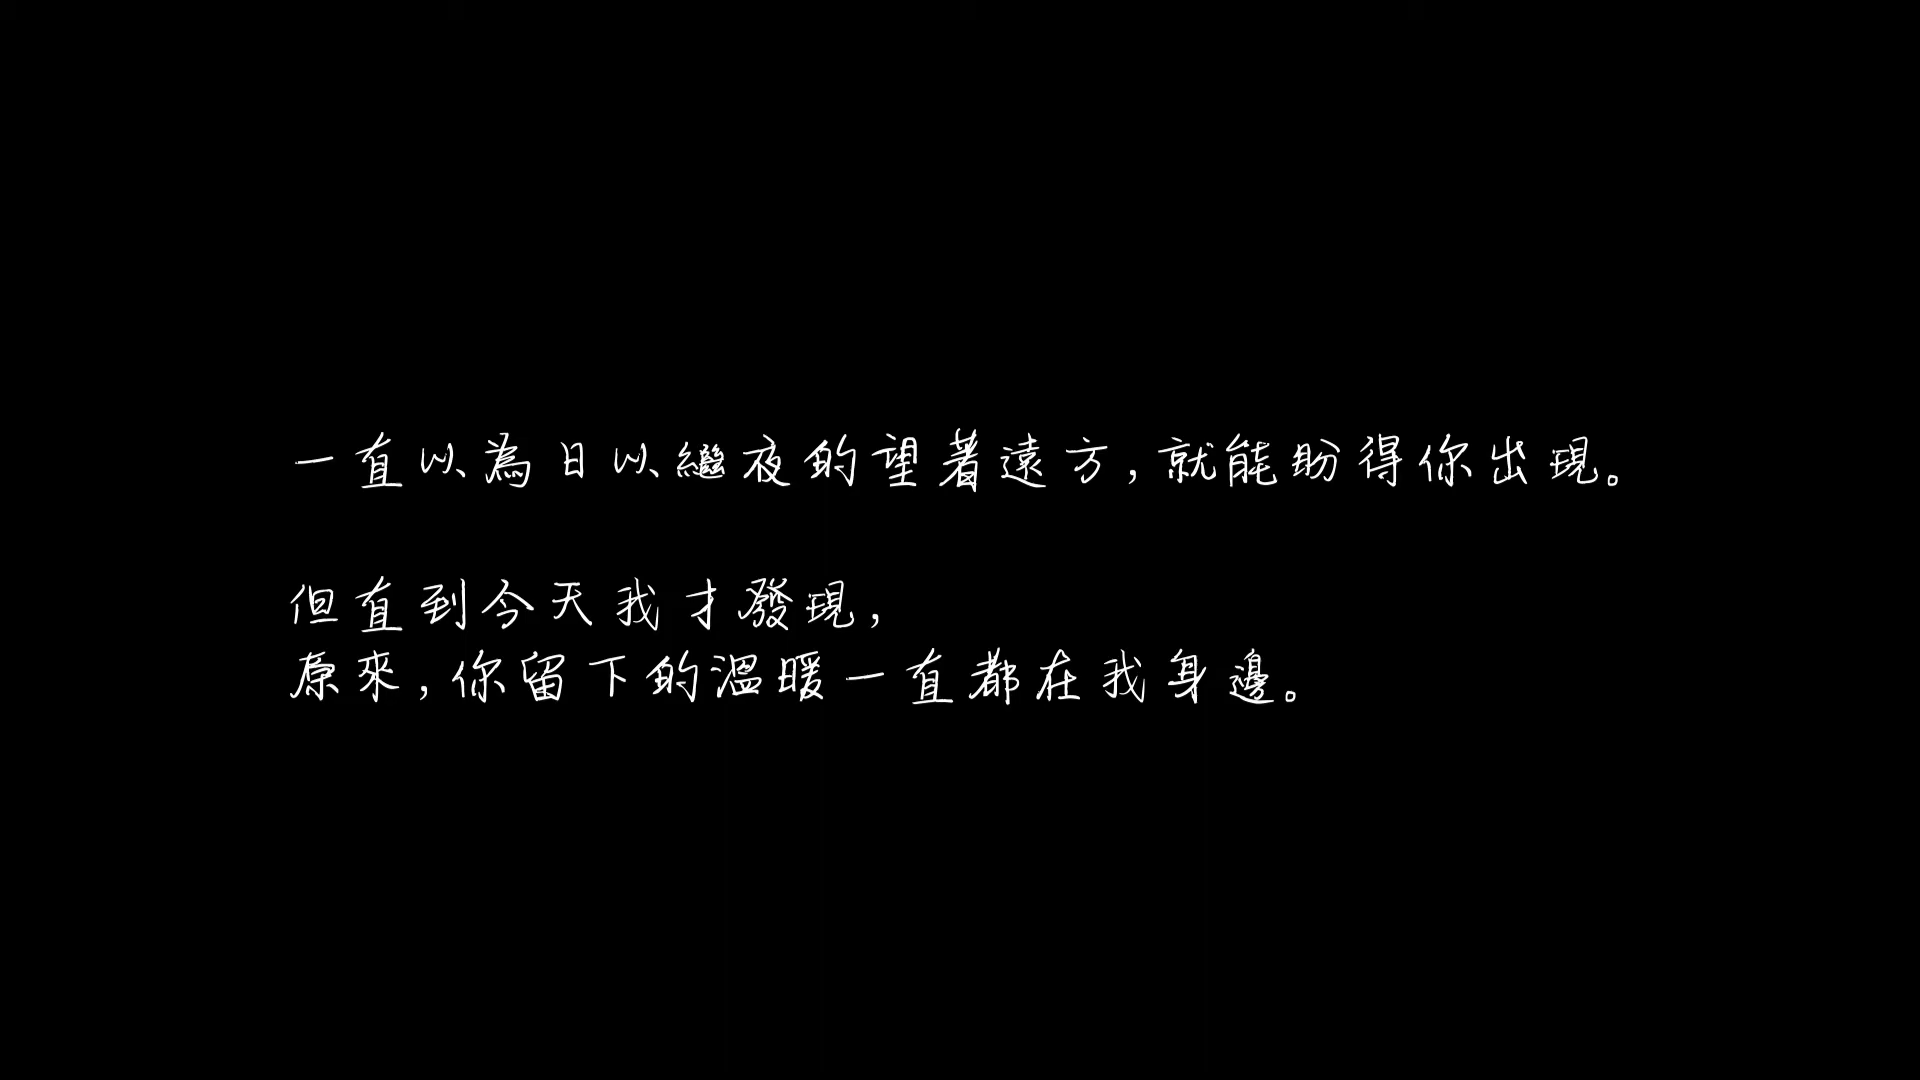 一直以為日以繼夜的望著遠方，就能盼得你出現。
但直到今天我才發現，
原來，你留下的溫暖一直都在我身邊。